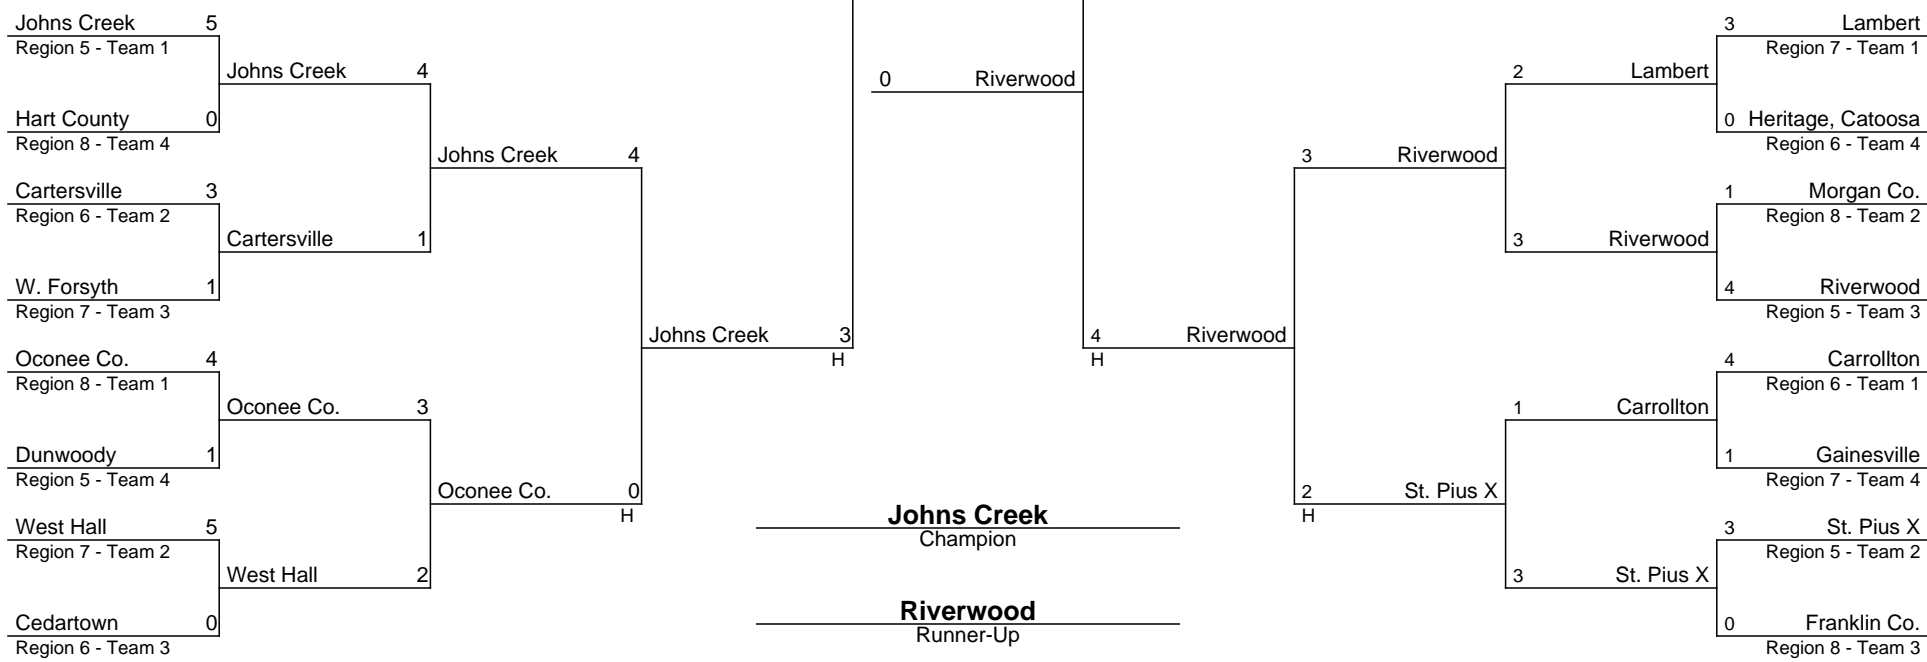 Johns Creek 5
Region 5 - Team 1
Hart County 0
Region 8 - Team 4
Cartersville 3
Region 6 - Team 2
W. Forsyth 1
Region 7 - Team 3
Oconee Co. 4
Region 8 - Team 1
Dunwoody 1
Region 5 - Team 4
West Hall 5
Region 7 - Team 2
Cedartown 0
Region 6 - Team 3
Johns Creek 4
Cartersville 1
Oconee Co. 3
West Hall 2
Johns Creek 4
Oconee Co. 0
H
Johns Creek 3
H
0 Riverwood
Johns Creek
Champion
Riverwood
Runner-Up
4 Riverwood
H
3 Riverwood
2 St. Pius X
H
2 Lambert
3 Riverwood
1 Carrollton
3 St. Pius X
3 Lambert
Region 7 - Team 1
0 Heritage, Catoosa
Region 6 - Team 4
1 Morgan Co.
Region 8 - Team 2
4 Riverwood
Region 5 - Team 3
4 Carrollton
Region 6 - Team 1
1 Gainesville
Region 7 - Team 4
3 St. Pius X
Region 5 - Team 2
0 Franklin Co.
Region 8 - Team 3